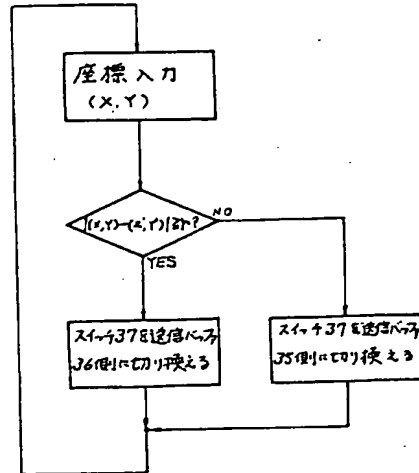 座標入力
(X,Y)
|(X,Y)-(X',Y')|≧r?
NO
YES
スイッチ37を送信バッファ
36側に切り換える
スイッチ37を送信バッファ
35側に切り換える